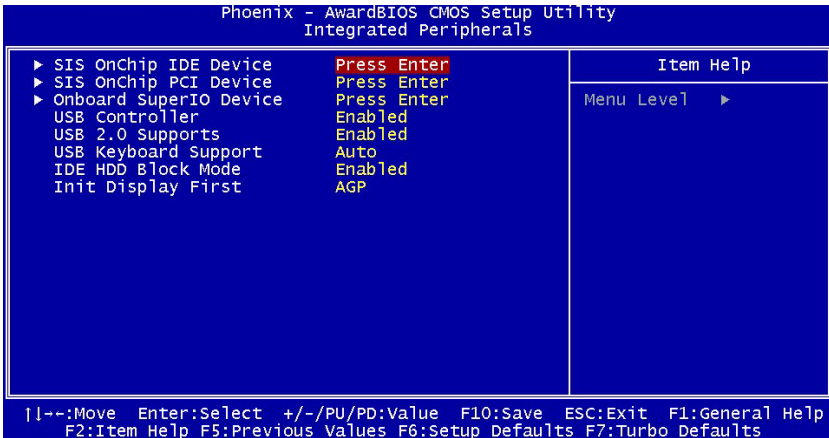 Phoenix - AwardBIOS CMOS Setup Utility
Integrated Peripherals
▶ SIS OnChip IDE Device Press Enter
▶ SIS OnChip PCI Device Press Enter
▶ Onboard SuperIO Device Press Enter
USB Controller Enabled
USB 2.0 Supports Enabled
USB Keyboard Support Auto
IDE HDD Block Mode Enabled
Init Display First AGP
Item Help
Menu Level ▶
↑↓→←:Move Enter:Select +/-/PU/PD:Value F10:Save ESC:Exit F1:General Help
F2:Item Help F5:Previous Values F6:Setup Defaults F7:Turbo Defaults